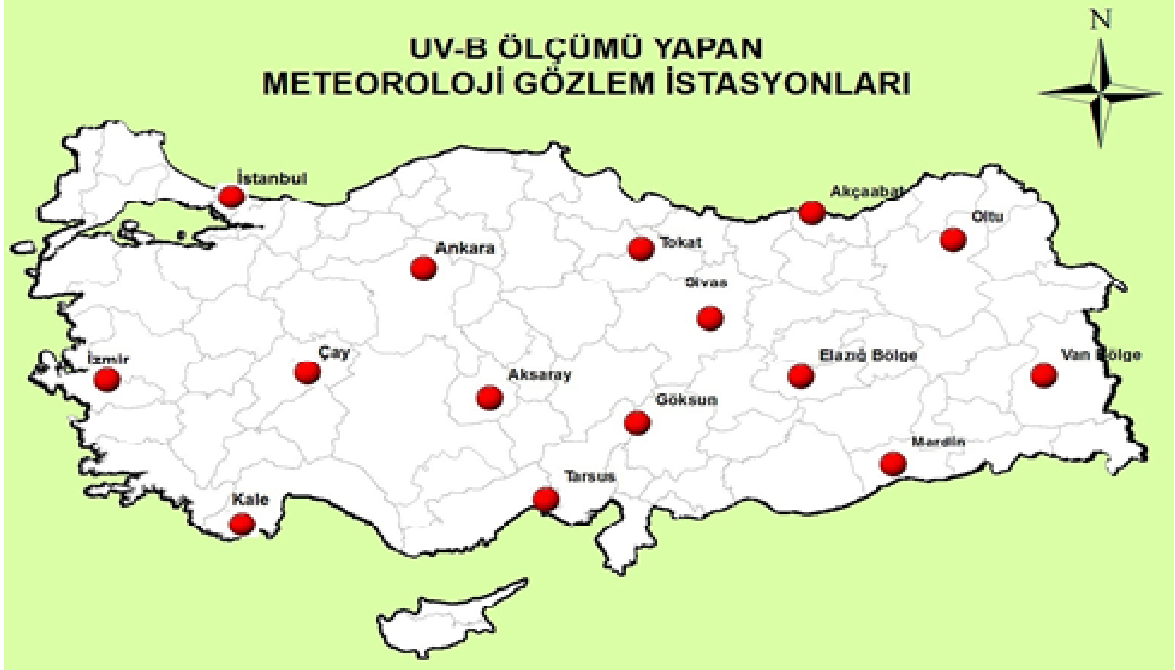 N
UV-B ÖLÇÜMÜ YAPAN
METEOROLOJİ GÖZLEM İSTASYONLARI
İstanbul
Akçaabat
Oltu
Ankara
Tokat
Sivas
İzmir
Çay
Elazığ Bölge
Van Bölge
Aksaray
Göksun
Mardin
Tarsus
Kale